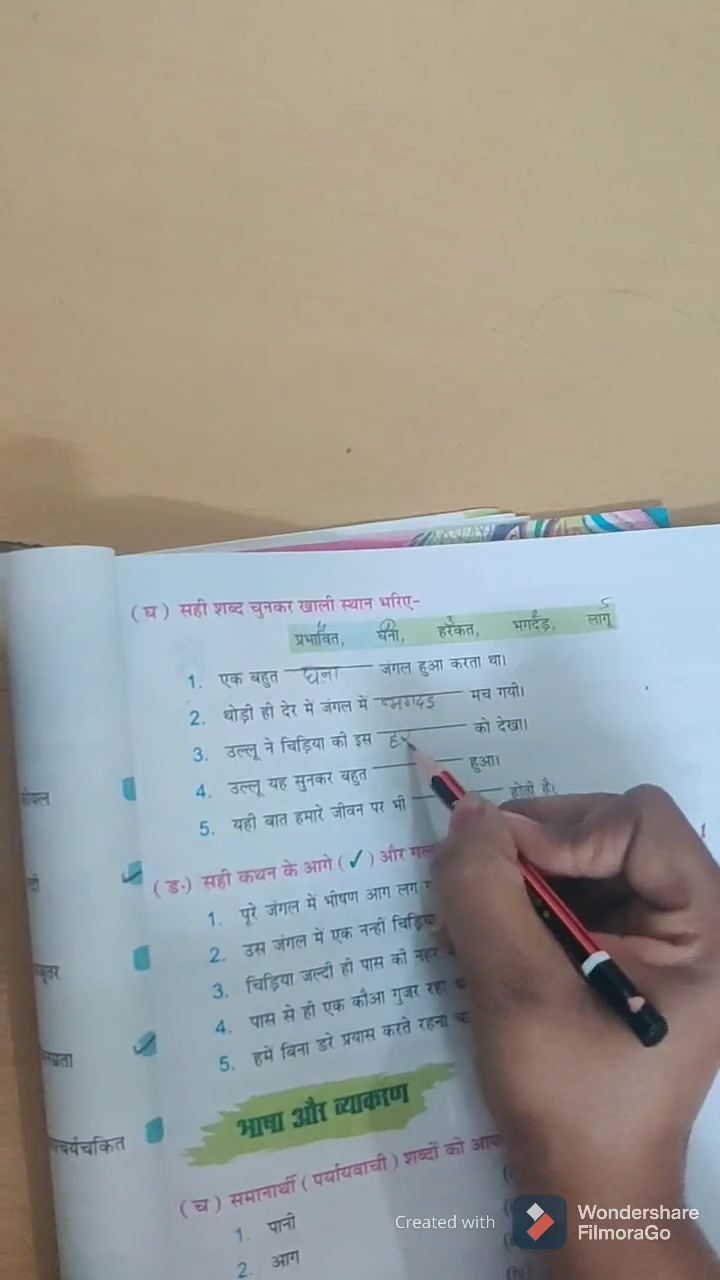 (घ) सही शब्द चुनकर खाली स्थान भरिए-
प्रभावित, घना, हरकत, भगदड़, लागू
1. एक बहुत घना जंगल हुआ करता था।
2. थोड़ी ही देर में जंगल में भगदड़ मच गयी।
3. उल्लू ने चिड़िया की इस को देखा।
4. उल्लू यह सुनकर बहुत हुआ।
5. यही बात हमारे जीवन पर भी होती है।
(ङ) सही कथन के आगे (✓) और
1. पूरे जंगल में भीषण आग लग
2. उस जंगल में एक नन्हीं चिड़िया
3. चिड़िया जल्दी ही पास की नहर
4. पास से ही एक कौआ गुजर रहा
5. हमें बिना डरे प्रयास करते रहना
भाषा और व्याकरण
(च) समानार्थी (पर्यायवाची) शब्दों को
1. पानी
2. आग
Created with Wondershare FilmoraGo